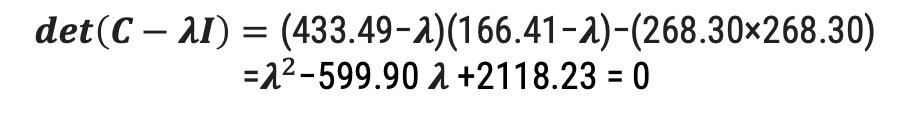 det(C − λI) = (433.49−λ)(166.41−λ)−(268.30×268.30)
=λ²−599.90 λ +2118.23 = 0